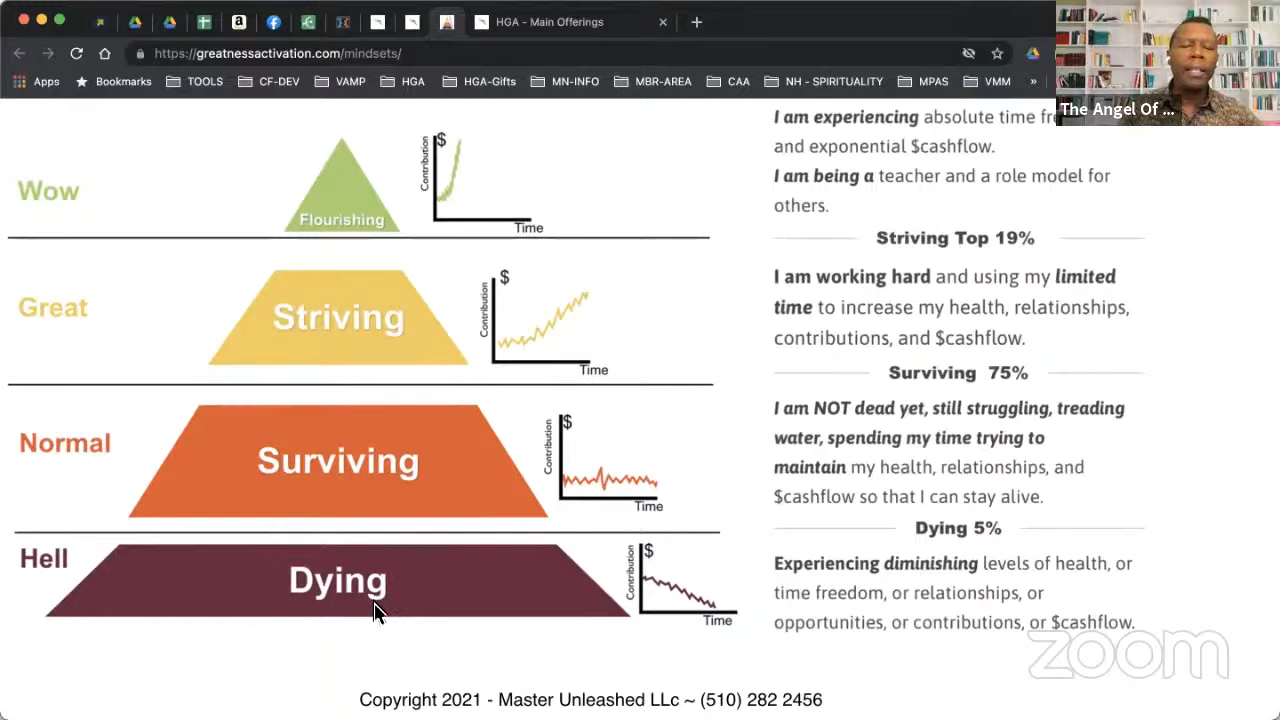 HGA - Main Offerings
https://greatnessactivation.com/mindsets/
Apps
Bookmarks
TOOLS
CF-DEV
VAMP
HGA
HGA-Gifts
MN-INFO
MBR-AREA
CAA
NH - SPIRITUALITY
MPAS
VMM
»
The Angel Of ...
Wow
Flourishing
$
Contribution
Time
Great
Striving
$
Contribution
Time
Normal
Surviving
$
Contribution
Time
Hell
Dying
$
Contribution
Time
I am experiencing absolute time
and exponential $cashflow.
I am being a teacher and a role model for
others.
Striving Top 19%
I am working hard and using my limited
time to increase my health, relationships,
contributions, and $cashflow.
Surviving 75%
I am NOT dead yet, still struggling, treading
water, spending my time trying to
maintain my health, relationships, and
$cashflow so that I can stay alive.
Dying 5%
Experiencing diminishing levels of health, or
time freedom, or relationships, or
opportunities, or contributions, or $cashflow.
zoom
Copyright 2021 - Master Unleashed LLc ~ (510) 282 2456